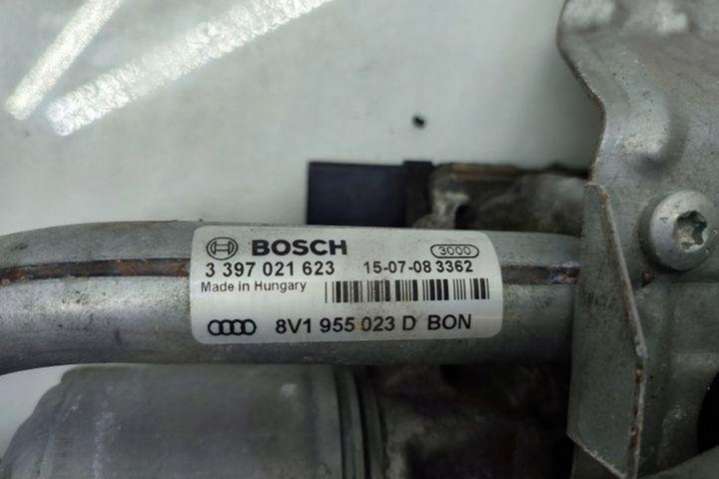 BOSCH 3000
3 397 021 623 15-07-08 3362
Made in Hungary
8V1 955 023 D BON